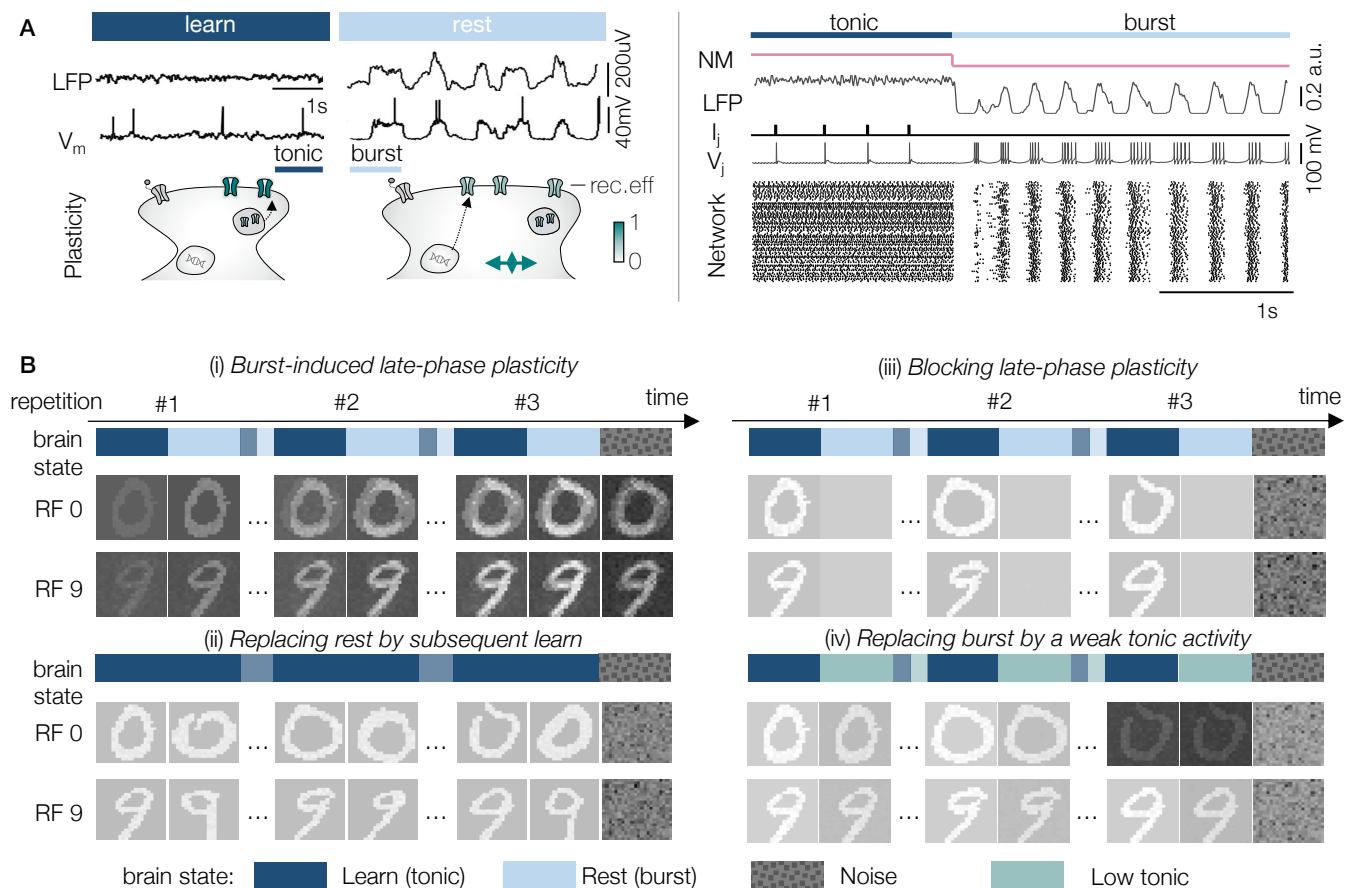 A
learn
rest
LFP
200uV
1s
Vm
40mV
tonic
burst
Plasticity
rec.eff
1
0
tonic
burst
NM
LFP
0.2 a.u.
Ij
Vj
100 mV
Network
1s
B
(i) Burst-induced late-phase plasticity
repetition
#1
#2
#3
time
brain
state
RF 0
... ...
RF 9
... ...
(iii) Blocking late-phase plasticity
#1
#2
#3
time
... ...
... ...
(ii) Replacing rest by subsequent learn
brain
state
RF 0
... ...
RF 9
... ...
(iv) Replacing burst by a weak tonic activity
... ...
... ...
brain state:
Learn (tonic)
Rest (burst)
Noise
Low tonic